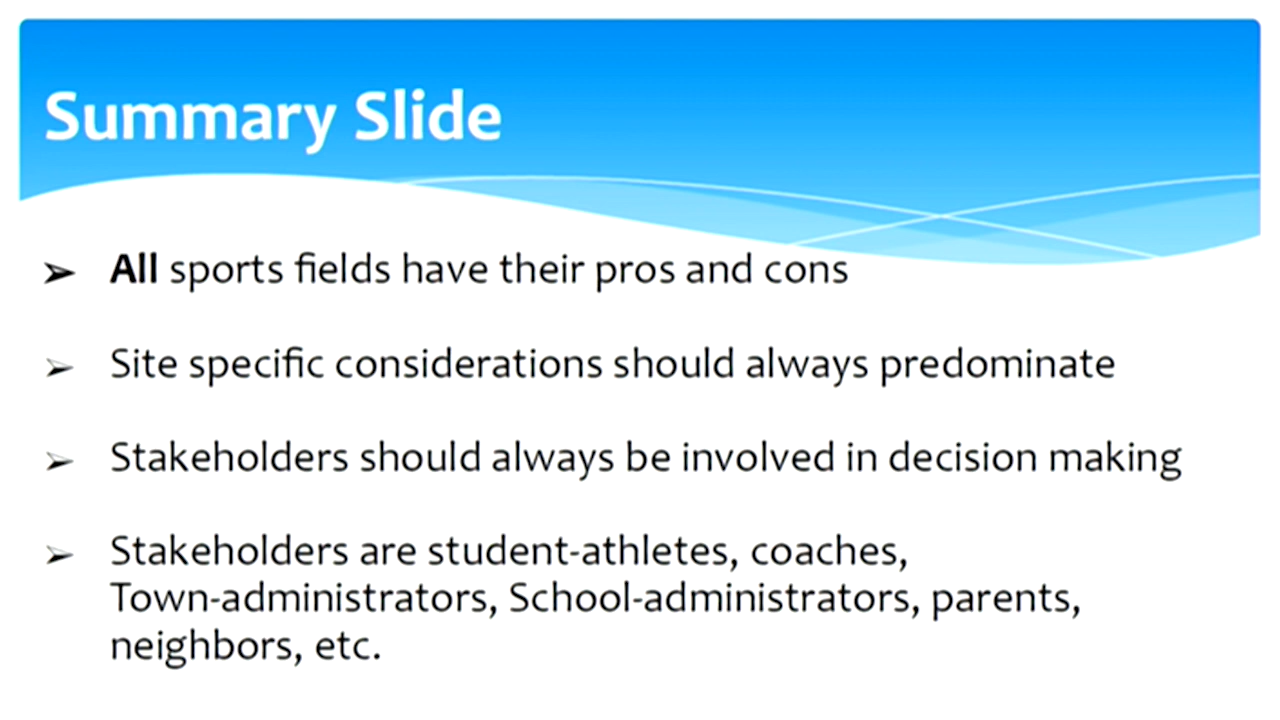 Summary Slide
➢ All sports fields have their pros and cons
➢ Site specific considerations should always predominate
➢ Stakeholders should always be involved in decision making
➢ Stakeholders are student-athletes, coaches,
Town-administrators, School-administrators, parents,
neighbors, etc.